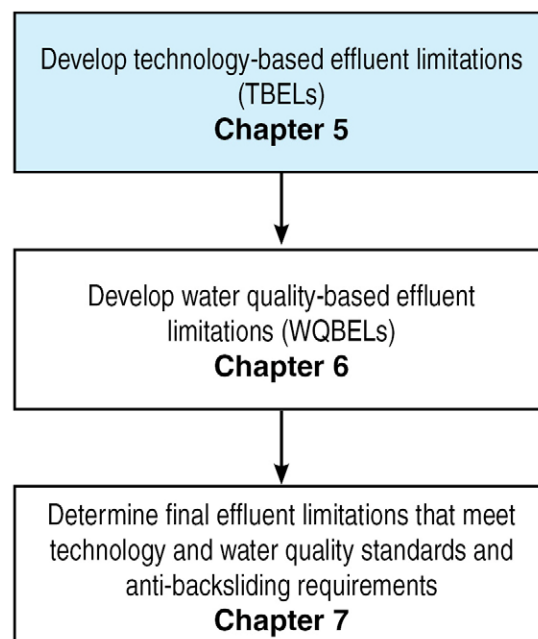 Develop technology-based effluent limitations
(TBELs)
Chapter 5
Develop water quality-based effluent
limitations (WQBELs)
Chapter 6
Determine final effluent limitations that meet
technology and water quality standards and
anti-backsliding requirements
Chapter 7